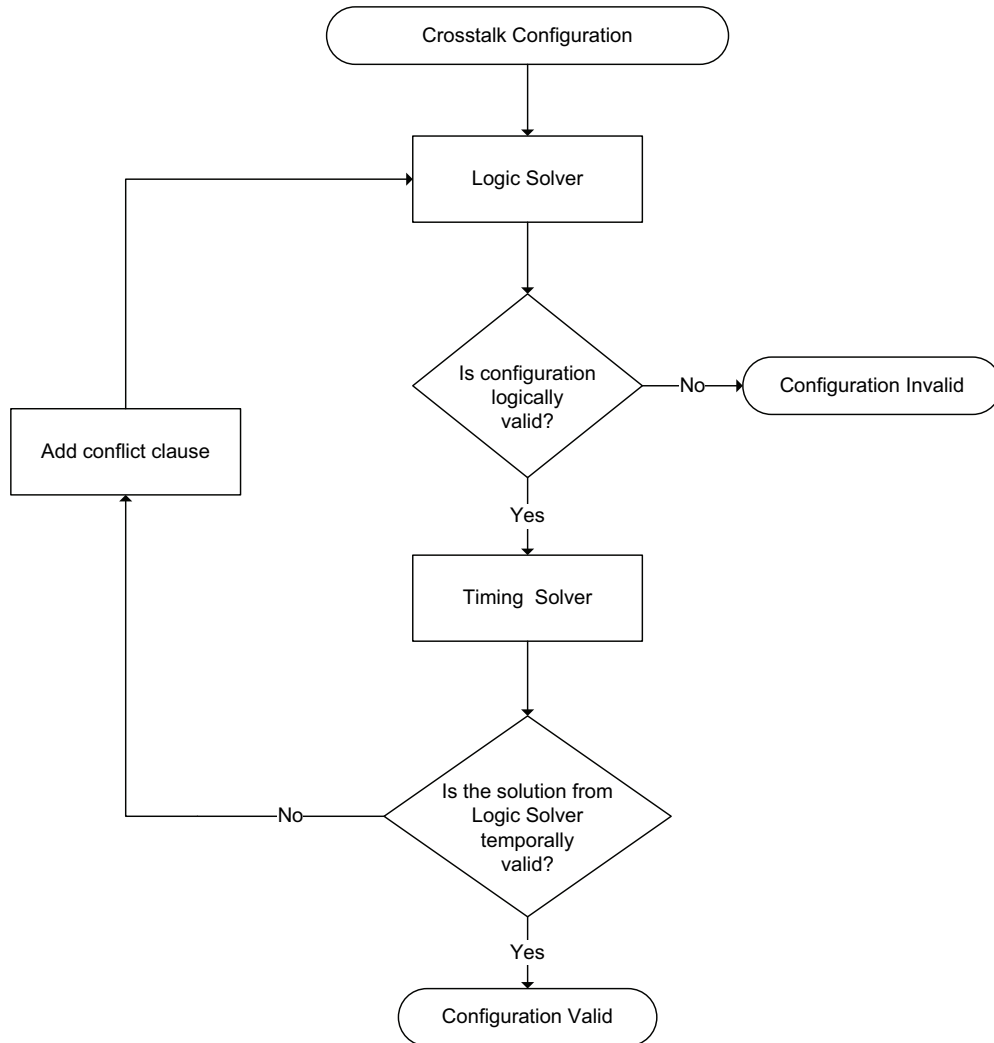 Crosstalk Configuration
Logic Solver
Is configuration
logically
valid?
No
Configuration Invalid
Add conflict clause
Yes
Timing Solver
Is the solution from
Logic Solver
temporally
valid?
No
Yes
Configuration Valid